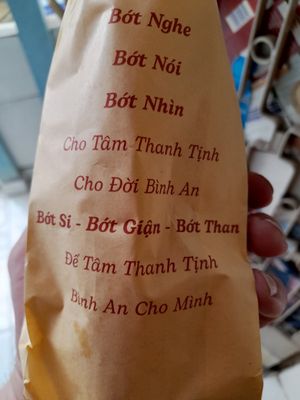 Bớt Nghe
Bớt Nói
Bớt Nhìn
Cho Tâm Thanh Tịnh
Cho Đời Bình An
Bớt Si - Bớt Giận - Bớt Than
Để Tâm Thanh Tịnh
Bình An Cho Mình